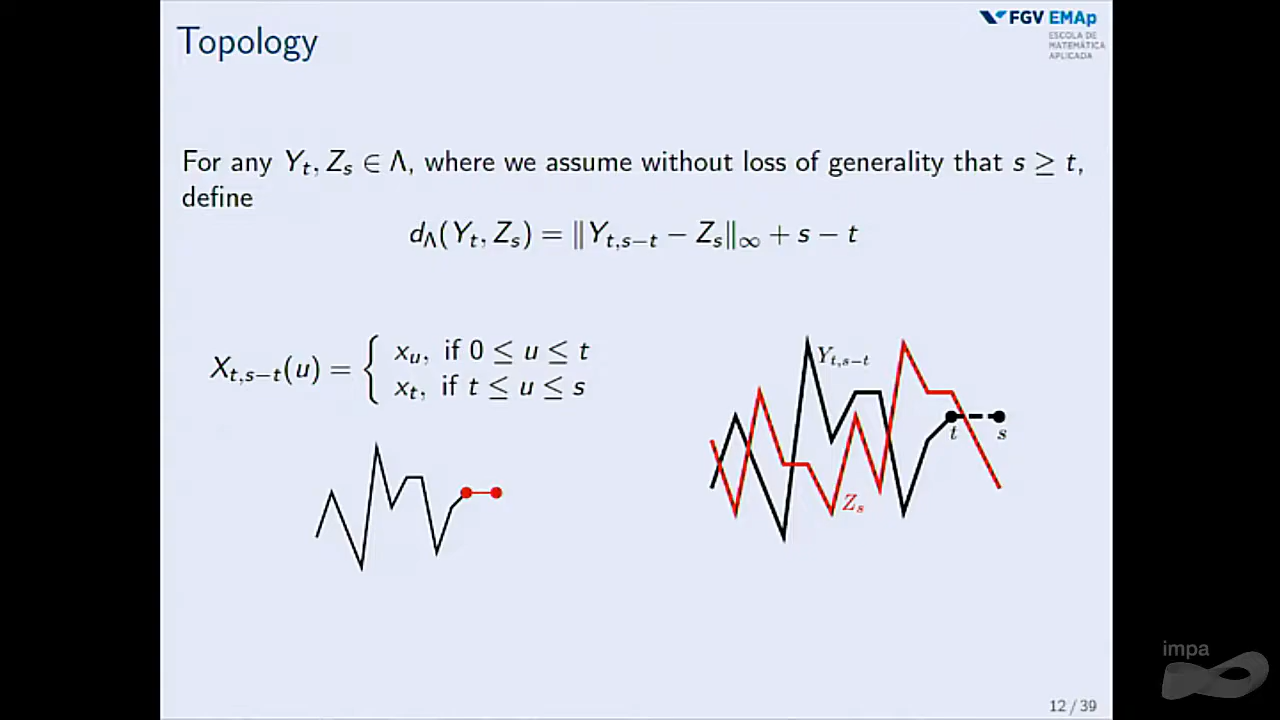 Topology
FGV EMAp
ESCOLA DE
MATEMÁTICA
APLICADA
For any Y_t, Z_s ∈ Λ, where we assume without loss of generality that s ≥ t,
define
d_Λ(Y_t, Z_s) = ‖Y_{t,s−t} − Z_s‖_∞ + s − t
X_{t,s−t}(u) = { x_u, if 0 ≤ u ≤ t
x_t, if t ≤ u ≤ s
Y_{t,s−t}
t s
Z_s
impa
12 / 39